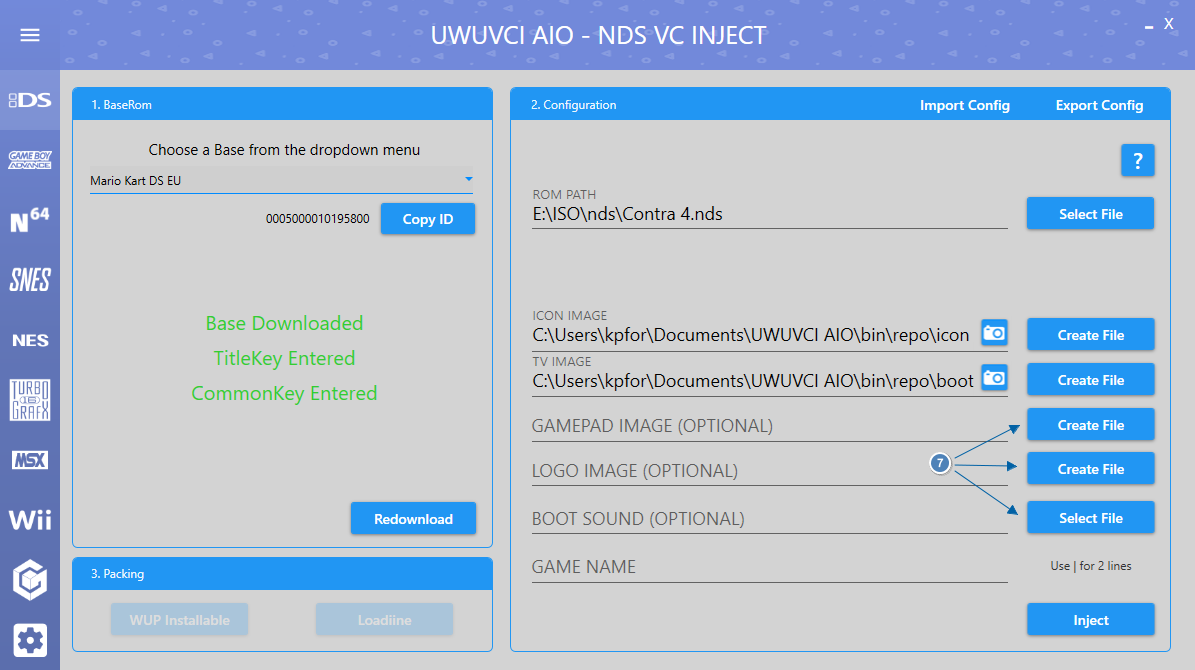 UWUVCI AIO - NDS VC INJECT
X
DS
GAME BOY
ADVANCE
N64
SNES
NES
TURBO
16
GRAFX
MSX
Wii
1. BaseRom
Choose a Base from the dropdown menu
Mario Kart DS EU
0005000010195800
Copy ID
Base Downloaded
TitleKey Entered
CommonKey Entered
Redownload
3. Packing
WUP Installable
Loadiine
2. Configuration
Import Config
Export Config
?
ROM PATH
E:\ISO\nds\Contra 4.nds
Select File
ICON IMAGE
C:\Users\kpfor\Documents\UWUVCI AIO\bin\repo\icon
Create File
TV IMAGE
C:\Users\kpfor\Documents\UWUVCI AIO\bin\repo\boot
Create File
GAMEPAD IMAGE (OPTIONAL)
Create File
7
LOGO IMAGE (OPTIONAL)
Create File
BOOT SOUND (OPTIONAL)
Select File
GAME NAME
Use | for 2 lines
Inject